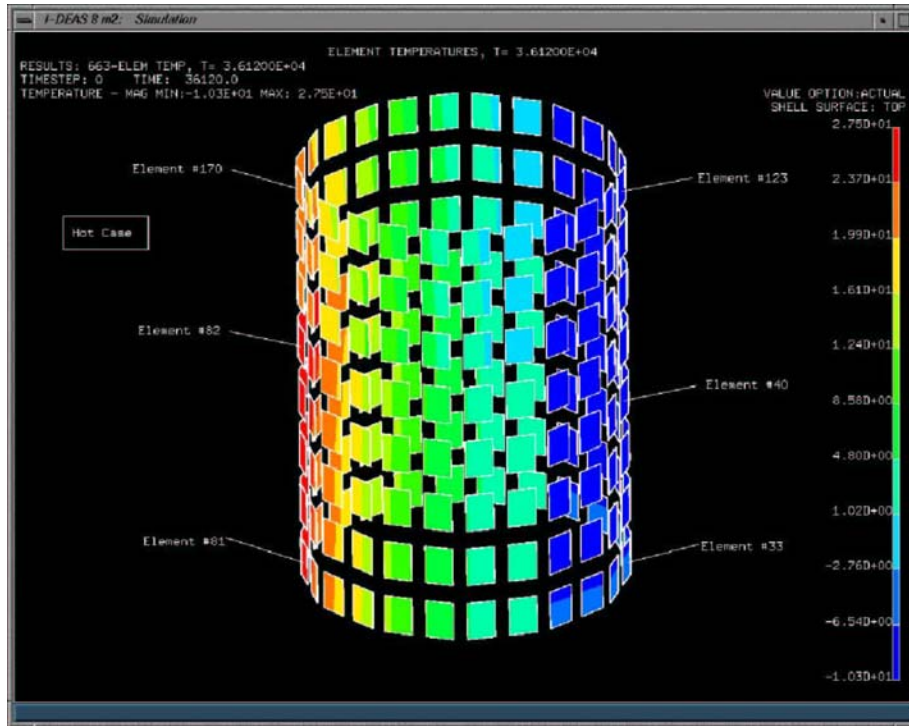 I-DEAS 8 m2: Simulation
ELEMENT TEMPERATURES, T= 3.61200E+04
RESULTS: 663-ELEM TEMP, T= 3.61200E+04
TIMESTEP: 0 TIME: 36120.0
TEMPERATURE - MAG MIN:-1.03E+01 MAX: 2.75E+01
VALUE OPTION:ACTUAL
SHELL SURFACE: TOP
2.75D+01
Element #170
Element #123
2.37D+01
Hot Case
1.99D+01
1.61D+01
Element #82
1.24D+01
Element #40
8.58D+00
4.80D+00
1.02D+00
Element #81
Element #33
-2.76D+00
-6.54D+00
-1.03D+01